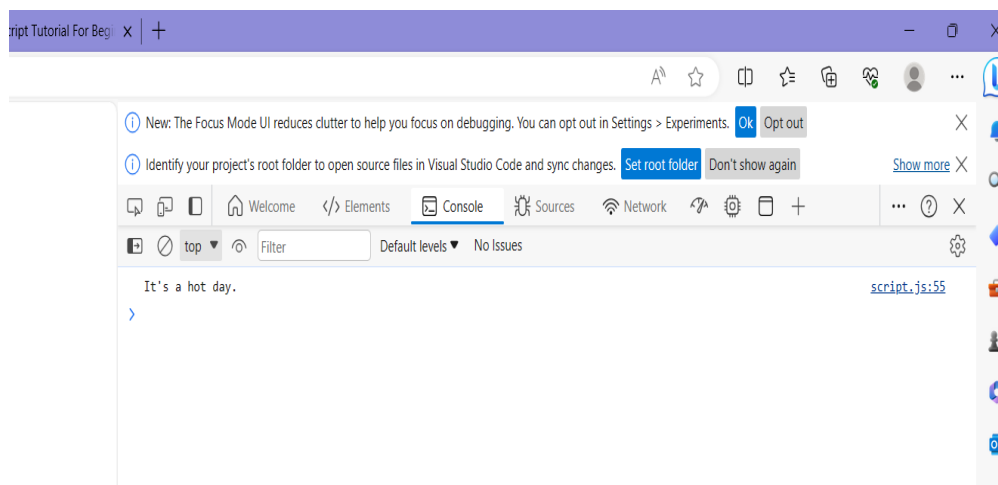 ript Tutorial For Begi
New: The Focus Mode UI reduces clutter to help you focus on debugging. You can opt out in Settings > Experiments. Ok Opt out
Identify your project's root folder to open source files in Visual Studio Code and sync changes. Set root folder Don't show again Show more
Welcome Elements Console Sources Network
top Filter Default levels No Issues
It's a hot day. script.js:55